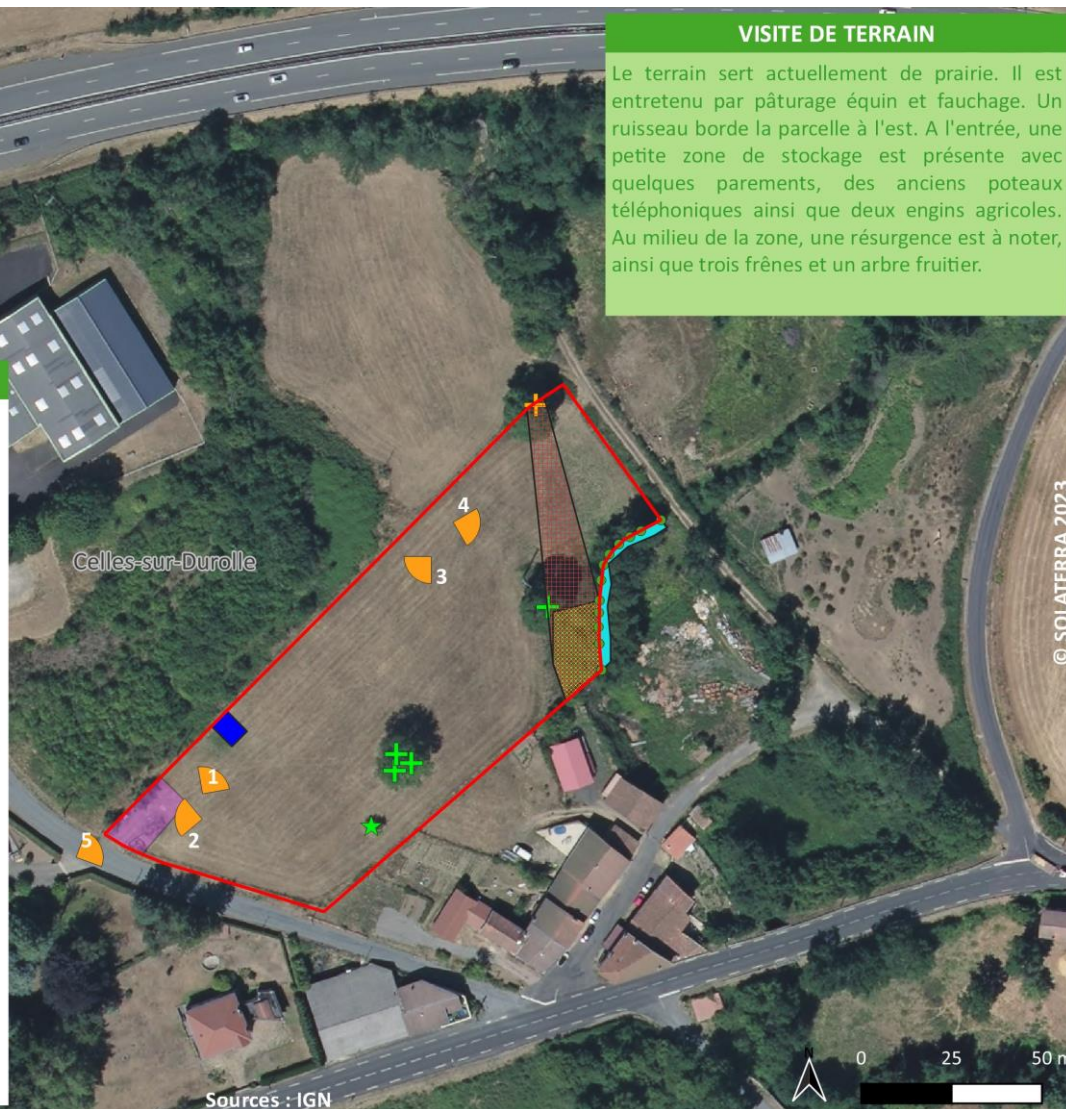 VISITE DE TERRAIN
Le terrain sert actuellement de prairie. Il est
entretenu par pâturage équin et fauchage. Un
ruisseau borde la parcelle à l'est. A l'entrée, une
petite zone de stockage est présente avec
quelques parements, des anciens poteaux
téléphoniques ainsi que deux engins agricoles.
Au milieu de la zone, une résurgence est à noter,
ainsi que trois frênes et un arbre fruitier.
4
3
Celles-sur-Durolle
1
2
5
© SOLATERRA 2023
N
0 25 50 m
Sources : IGN